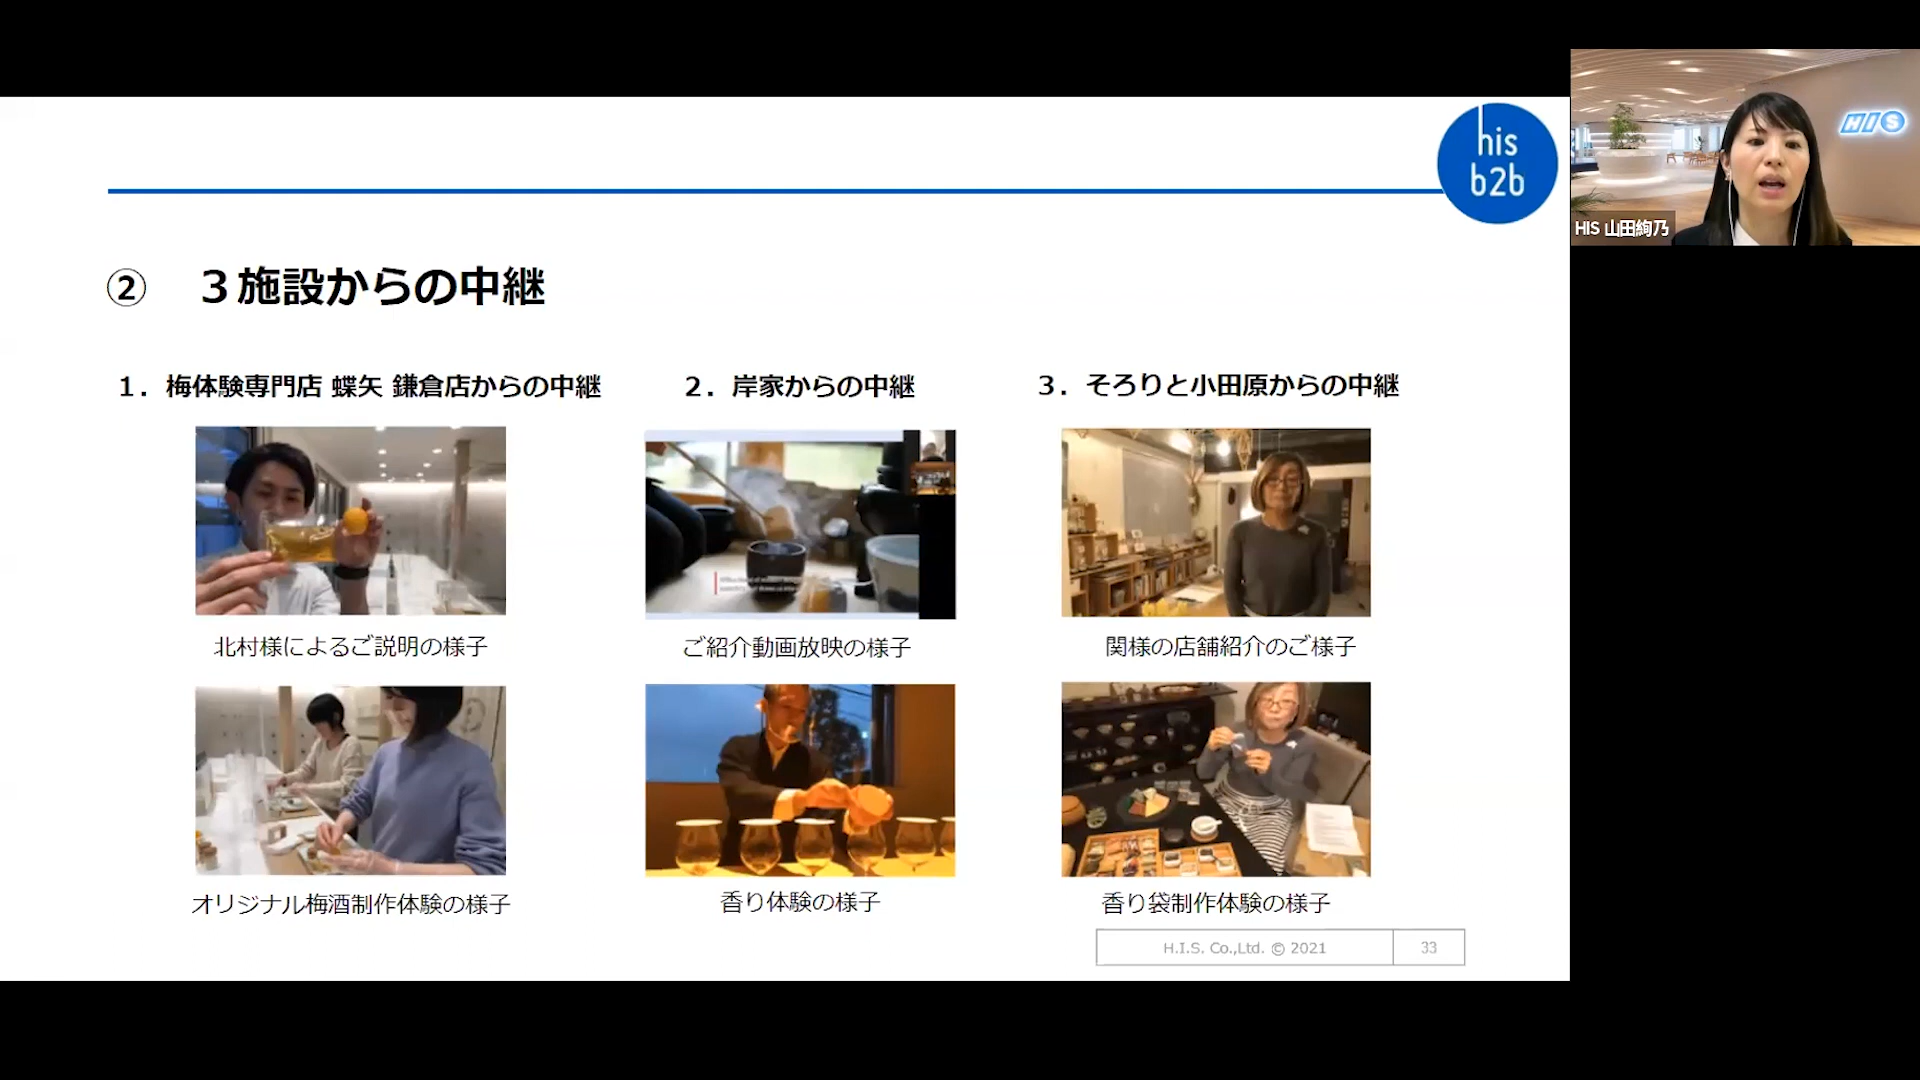 his
b2b
HIS
HIS 山田絢乃
② ３施設からの中継
１．梅体験専門店 蝶矢 鎌倉店からの中継
２．岸家からの中継
３．そろりと小田原からの中継
北村様によるご説明の様子
ご紹介動画放映の様子
関様の店舗紹介のご様子
オリジナル梅酒制作体験の様子
香り体験の様子
香り袋制作体験の様子
H.I.S. Co.,Ltd. © 2021
33